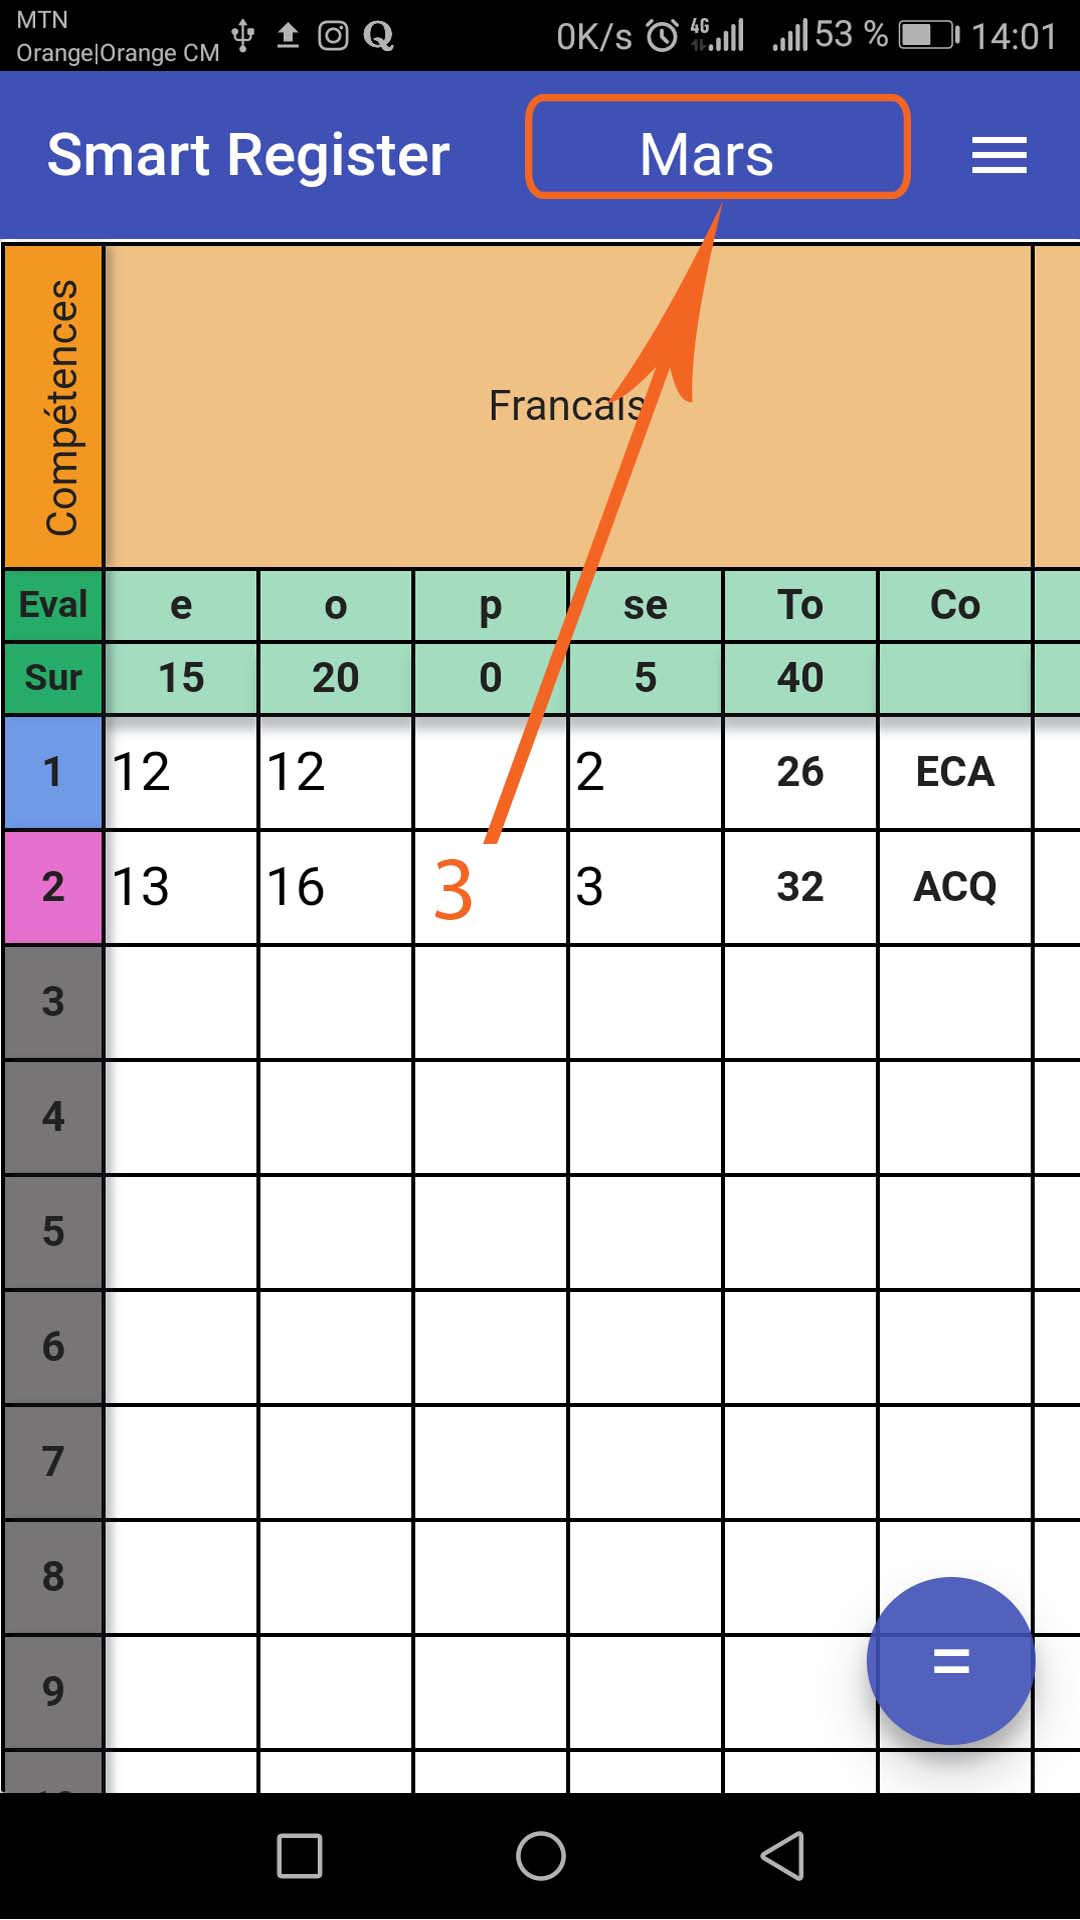 MTN
Orange|Orange CM
0K/s 4G 53 % 14:01
Smart Register Mars
Compétences
Francais
Eval e o p se To Co
Sur 15 20 0 5 40
1 12 12 2 26 ECA
2 13 16 3 3 32 ACQ
3
4
5
6
7
8
9
=